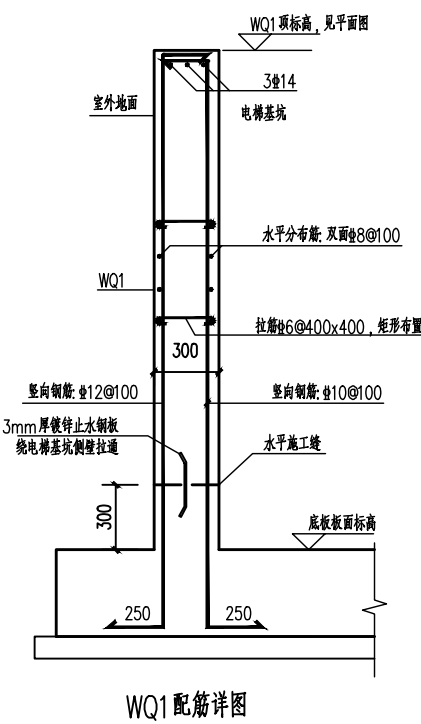 WQ1项标高，见平面图
3⌀14
室外地面
电梯基坑
水平分布筋: 双面⌀8@100
WQ1
拉筋⌀6@400x400，矩形布置
300
竖向钢筋: ⌀12@100
竖向钢筋: ⌀10@100
3mm厚镀锌止水钢板
绕电梯基坑侧壁拉通
水平施工缝
300
底板板面标高
250
250
WQ1配筋详图